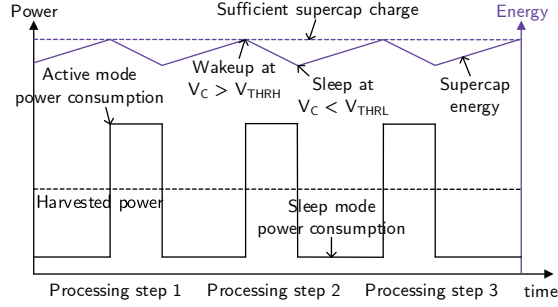 Power
Sufficient supercap charge
Energy
Active mode
power consumption
Wakeup at
V_C > V_THRH
Sleep at
V_C < V_THRL
Supercap
energy
Harvested power
Sleep mode
power consumption
Processing step 1
Processing step 2
Processing step 3
time